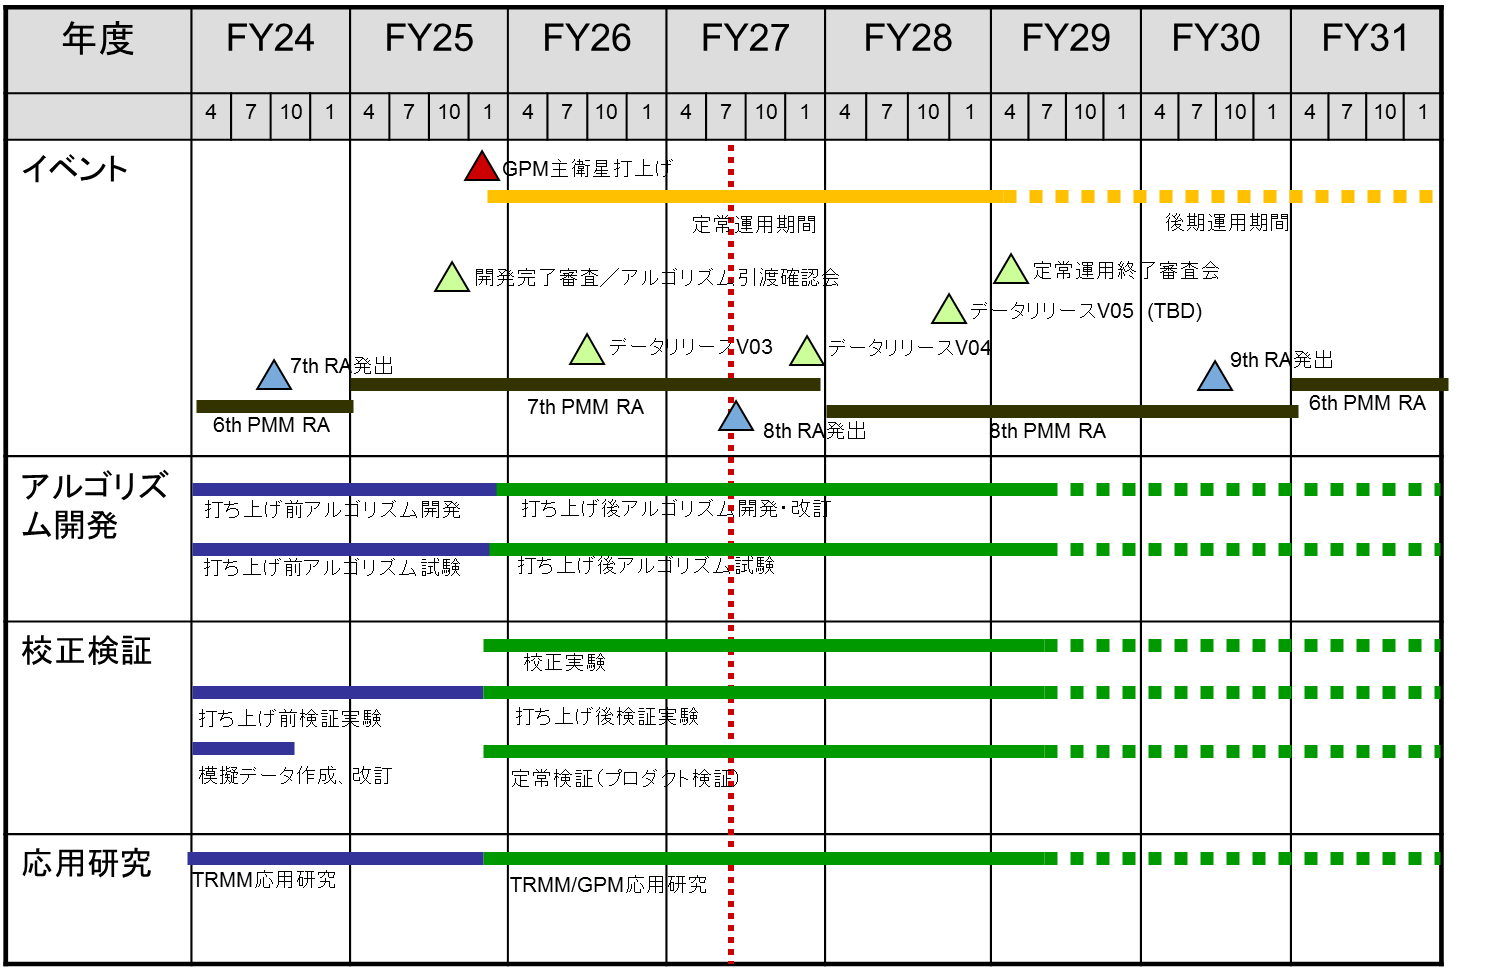 年度 FY24 FY25 FY26 FY27 FY28 FY29 FY30 FY31
4 7 10 1 4 7 10 1 4 7 10 1 4 7 10 1 4 7 10 1 4 7 10 1 4 7 10 1 4 7 10 1
イベント
GPM主衛星打上げ
定常運用期間
後期運用期間
開発完了審査／アルゴリズム引渡確認会
定常運用終了審査会
データリリースV05 (TBD)
データリリースV03
データリリースV04
7th RA発出
9th RA発出
6th PMM RA
7th PMM RA
8th RA発出
8th PMM RA
6th PMM RA
アルゴリズ
ム開発
打ち上げ前アルゴリズム開発
打ち上げ後アルゴリズム開発・改訂
打ち上げ前アルゴリズム試験
打ち上げ後アルゴリズム試験
校正検証
校正実験
打ち上げ前検証実験
打ち上げ後検証実験
模擬データ作成、改訂
定常検証（プロダクト検証）
応用研究
TRMM応用研究
TRMM/GPM応用研究